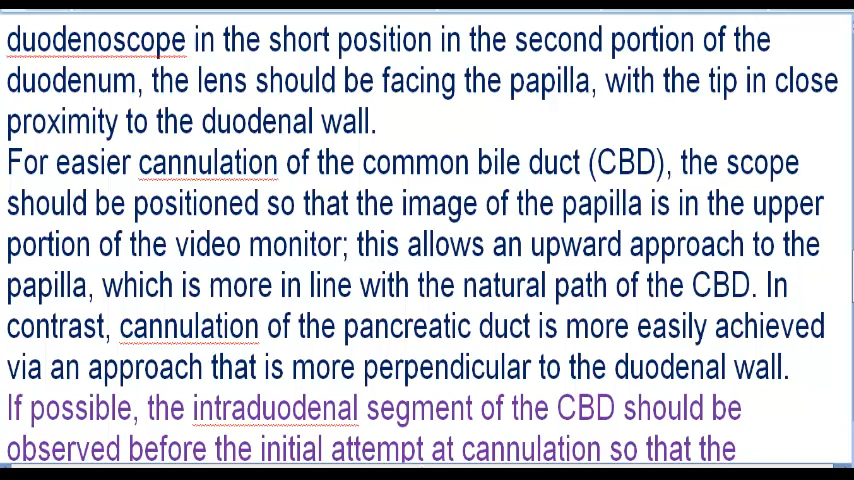 duodenoscope in the short position in the second portion of the
duodenum, the lens should be facing the papilla, with the tip in close
proximity to the duodenal wall.
For easier cannulation of the common bile duct (CBD), the scope
should be positioned so that the image of the papilla is in the upper
portion of the video monitor; this allows an upward approach to the
papilla, which is more in line with the natural path of the CBD. In
contrast, cannulation of the pancreatic duct is more easily achieved
via an approach that is more perpendicular to the duodenal wall.
If possible, the intraduodenal segment of the CBD should be
observed before the initial attempt at cannulation so that the